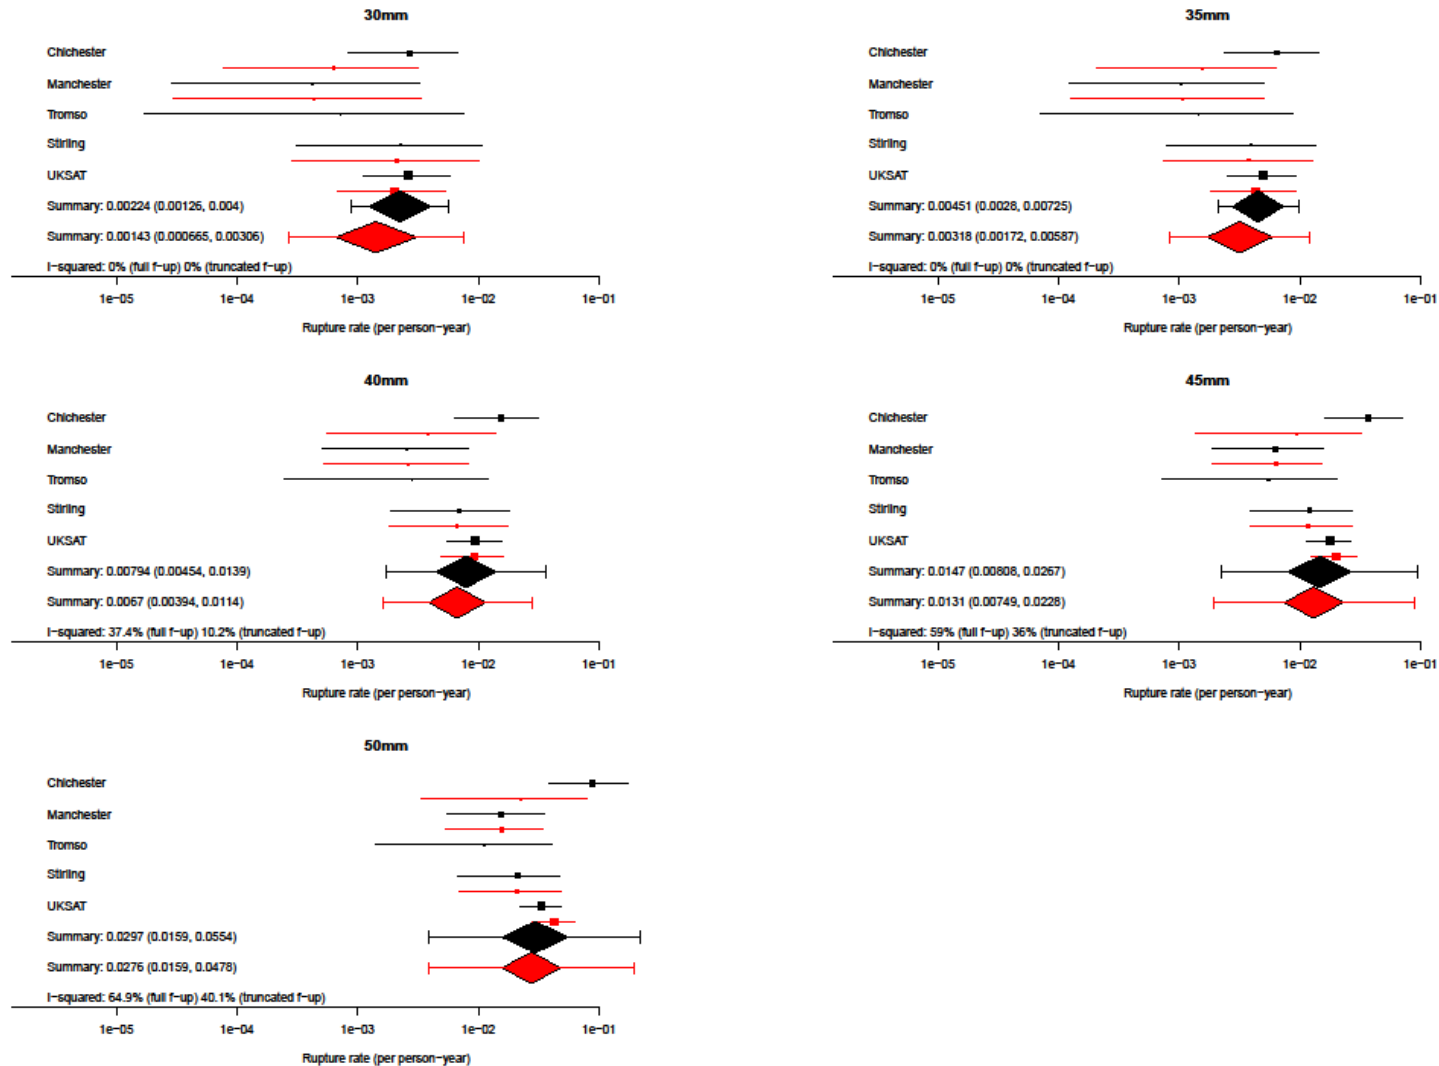 30mm
Chichester
Manchester
Tromso
Stirling
UKSAT
Summary: 0.00224 (0.00126, 0.004)
Summary: 0.00143 (0.000665, 0.00306)
I-squared: 0% (full f-up) 0% (truncated f-up)
1e-05 1e-04 1e-03 1e-02 1e-01
Rupture rate (per person-year)
35mm
Chichester
Manchester
Tromso
Stirling
UKSAT
Summary: 0.00451 (0.0028, 0.00725)
Summary: 0.00318 (0.00172, 0.00587)
I-squared: 0% (full f-up) 0% (truncated f-up)
1e-05 1e-04 1e-03 1e-02 1e-01
Rupture rate (per person-year)
40mm
Chichester
Manchester
Tromso
Stirling
UKSAT
Summary: 0.00794 (0.00454, 0.0139)
Summary: 0.0067 (0.00394, 0.0114)
I-squared: 37.4% (full f-up) 10.2% (truncated f-up)
1e-05 1e-04 1e-03 1e-02 1e-01
Rupture rate (per person-year)
45mm
Chichester
Manchester
Tromso
Stirling
UKSAT
Summary: 0.0147 (0.00808, 0.0267)
Summary: 0.0131 (0.00749, 0.0228)
I-squared: 59% (full f-up) 36% (truncated f-up)
1e-05 1e-04 1e-03 1e-02 1e-01
Rupture rate (per person-year)
50mm
Chichester
Manchester
Tromso
Stirling
UKSAT
Summary: 0.0297 (0.0159, 0.0554)
Summary: 0.0276 (0.0159, 0.0478)
I-squared: 64.9% (full f-up) 40.1% (truncated f-up)
1e-05 1e-04 1e-03 1e-02 1e-01
Rupture rate (per person-year)